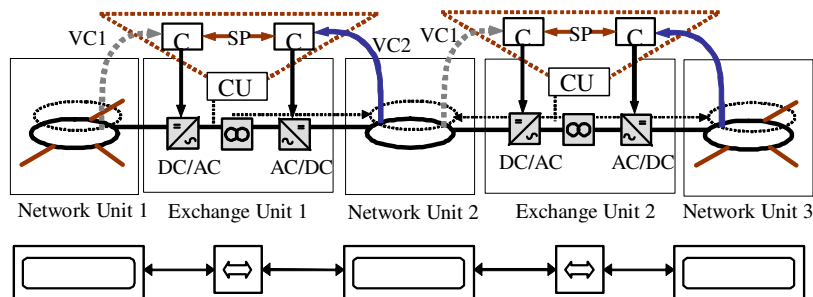 C SP C C SP C
VC1 VC2 VC1
CU CU
DC/AC AC/DC DC/AC AC/DC
Network Unit 1 Exchange Unit 1 Network Unit 2 Exchange Unit 2 Network Unit 3